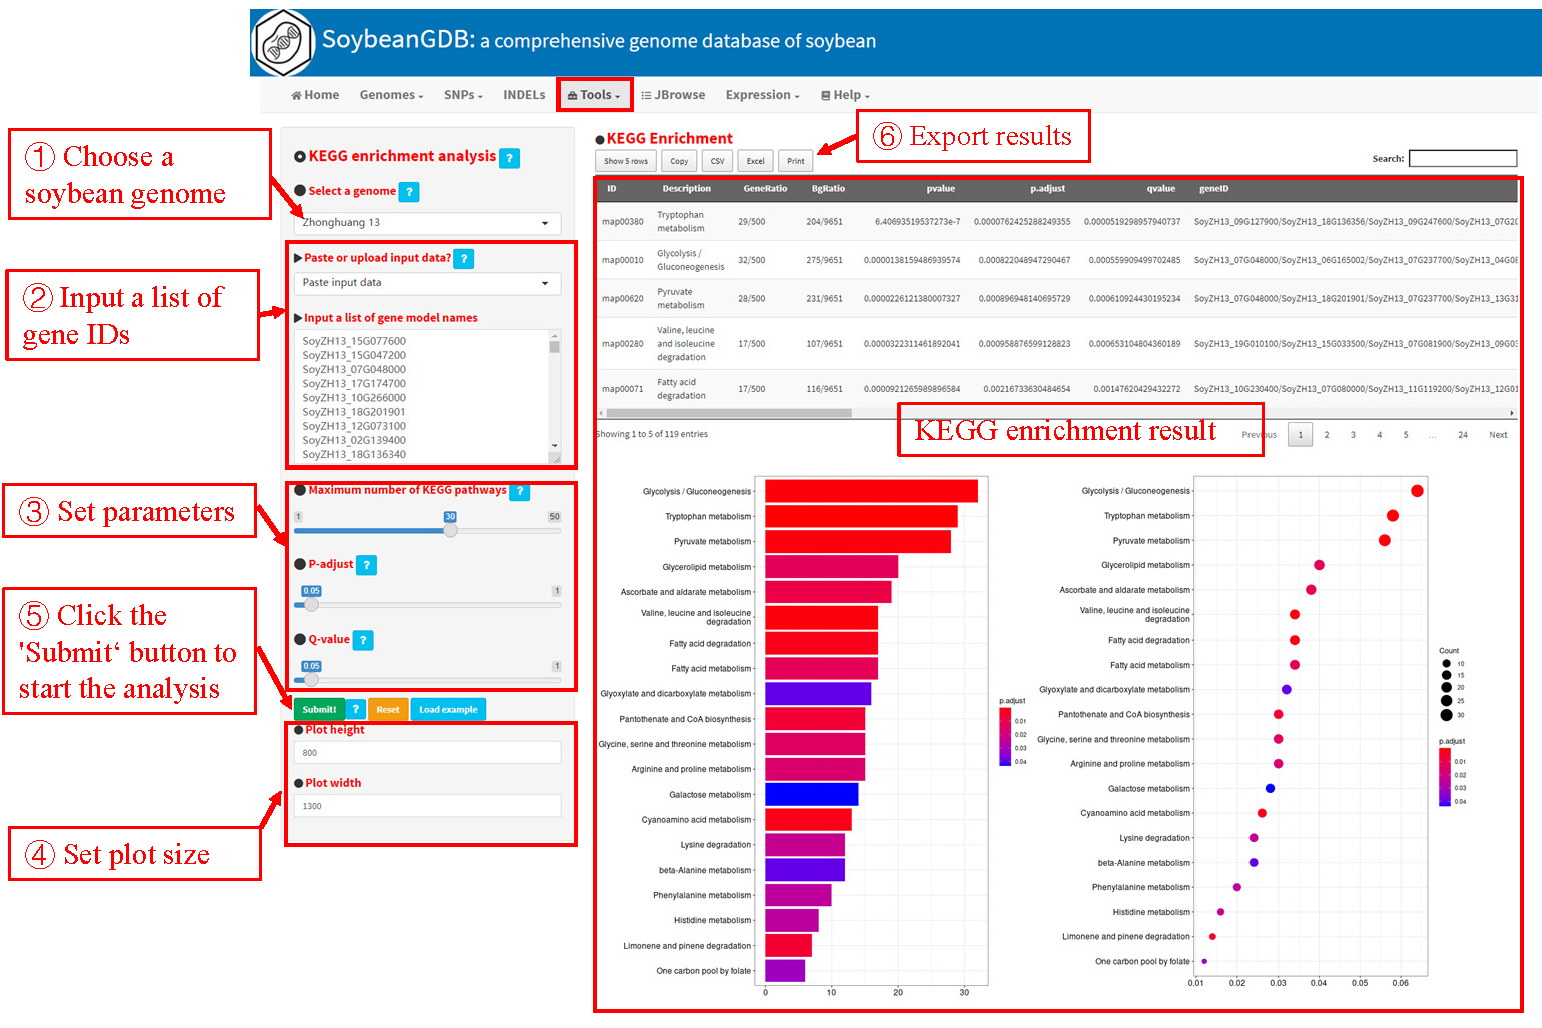 SoybeanGDB: a comprehensive genome database of soybean
Home Genomes SNPs INDELs Tools JBrowse Expression Help
① Choose a
soybean genome
② Input a list of
gene IDs
③ Set parameters
⑤ Click the
'Submit‘ button to
start the analysis
④ Set plot size
⑥ Export results
KEGG enrichment analysis ?
Select a genome ?
Zhonghuang 13
Paste or upload input data? ?
Paste input data
Input a list of gene model names
SoyZH13_15G077600
SoyZH13_15G047200
SoyZH13_07G048000
SoyZH13_17G174700
SoyZH13_10G266000
SoyZH13_18G201901
SoyZH13_12G073100
SoyZH13_02G139400
SoyZH13_18G136340
Maximum number of KEGG pathways ?
1 30 50
P-adjust ?
0.05 1
Q-value ?
0.05 1
Submit! ? Reset Load example
Plot height
800
Plot width
1300
KEGG Enrichment
Show 5 rows Copy CSV Excel Print
Search:
ID Description GeneRatio BgRatio pvalue p.adjust qvalue geneID
map00380 Tryptophan metabolism 29/500 204/9651 6.40693519537273e-7 0.0000762425288249355 0.0000519298957940737 SoyZH13_09G127900/SoyZH13_18G136356/SoyZH13_09G247600/SoyZH13_07G20
map00010 Glycolysis / Gluconeogenesis 32/500 275/9651 0.0000138159486939574 0.000822048947290467 0.000559909499702485 SoyZH13_07G048000/SoyZH13_06G165002/SoyZH13_07G237700/SoyZH13_04G08
map00620 Pyruvate metabolism 28/500 231/9651 0.0000226121380007327 0.000896948140695729 0.000610924430195234 SoyZH13_07G048000/SoyZH13_18G201901/SoyZH13_07G237700/SoyZH13_13G31
map00280 Valine, leucine and isoleucine degradation 17/500 107/9651 0.0000322311461892041 0.000958876599128823 0.000653104804360189 SoyZH13_19G010100/SoyZH13_15G033500/SoyZH13_07G081900/SoyZH13_09G03
map00071 Fatty acid degradation 17/500 116/9651 0.0000921265989896584 0.00216733630484654 0.00147620429432272 SoyZH13_10G230400/SoyZH13_07G080000/SoyZH13_11G119200/SoyZH13_12G01
Showing 1 to 5 of 119 entries
KEGG enrichment result
Previous 1 2 3 4 5 ... 24 Next
Glycolysis / Gluconeogenesis
Tryptophan metabolism
Pyruvate metabolism
Glycerolipid metabolism
Ascorbate and aldarate metabolism
Valine, leucine and isoleucine
degradation
Fatty acid degradation
Fatty acid metabolism
Glyoxylate and dicarboxylate metabolism
Pantothenate and CoA biosynthesis
Glycine, serine and threonine metabolism
Arginine and proline metabolism
Galactose metabolism
Cyanoamino acid metabolism
Lysine degradation
beta-Alanine metabolism
Phenylalanine metabolism
Histidine metabolism
Limonene and pinene degradation
One carbon pool by folate
0 10 20 30
p.adjust
0.01
0.02
0.03
0.04
Glycolysis / Gluconeogenesis
Tryptophan metabolism
Pyruvate metabolism
Glycerolipid metabolism
Ascorbate and aldarate metabolism
Valine, leucine and isoleucine
degradation
Fatty acid degradation
Fatty acid metabolism
Glyoxylate and dicarboxylate metabolism
Pantothenate and CoA biosynthesis
Glycine, serine and threonine metabolism
Arginine and proline metabolism
Galactose metabolism
Cyanoamino acid metabolism
Lysine degradation
beta-Alanine metabolism
Phenylalanine metabolism
Histidine metabolism
Limonene and pinene degradation
One carbon pool by folate
0.01 0.02 0.03 0.04 0.05 0.06
Count
10
15
20
25
30
p.adjust
0.01
0.02
0.03
0.04